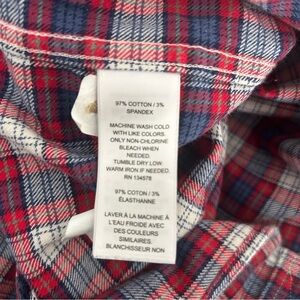 97% COTTON / 3%
SPANDEX
MACHINE WASH COLD
WITH LIKE COLORS.
ONLY NON-CHLORINE
BLEACH WHEN
NEEDED.
TUMBLE DRY LOW.
WARM IRON IF NEEDED.
RN 134578
97% COTTON / 3%
ÉLASTHANNE
LAVER À LA MACHINE À
L'EAU FROIDE AVEC
DES COULEURS
SIMILAIRES.
BLANCHISSEUR NON